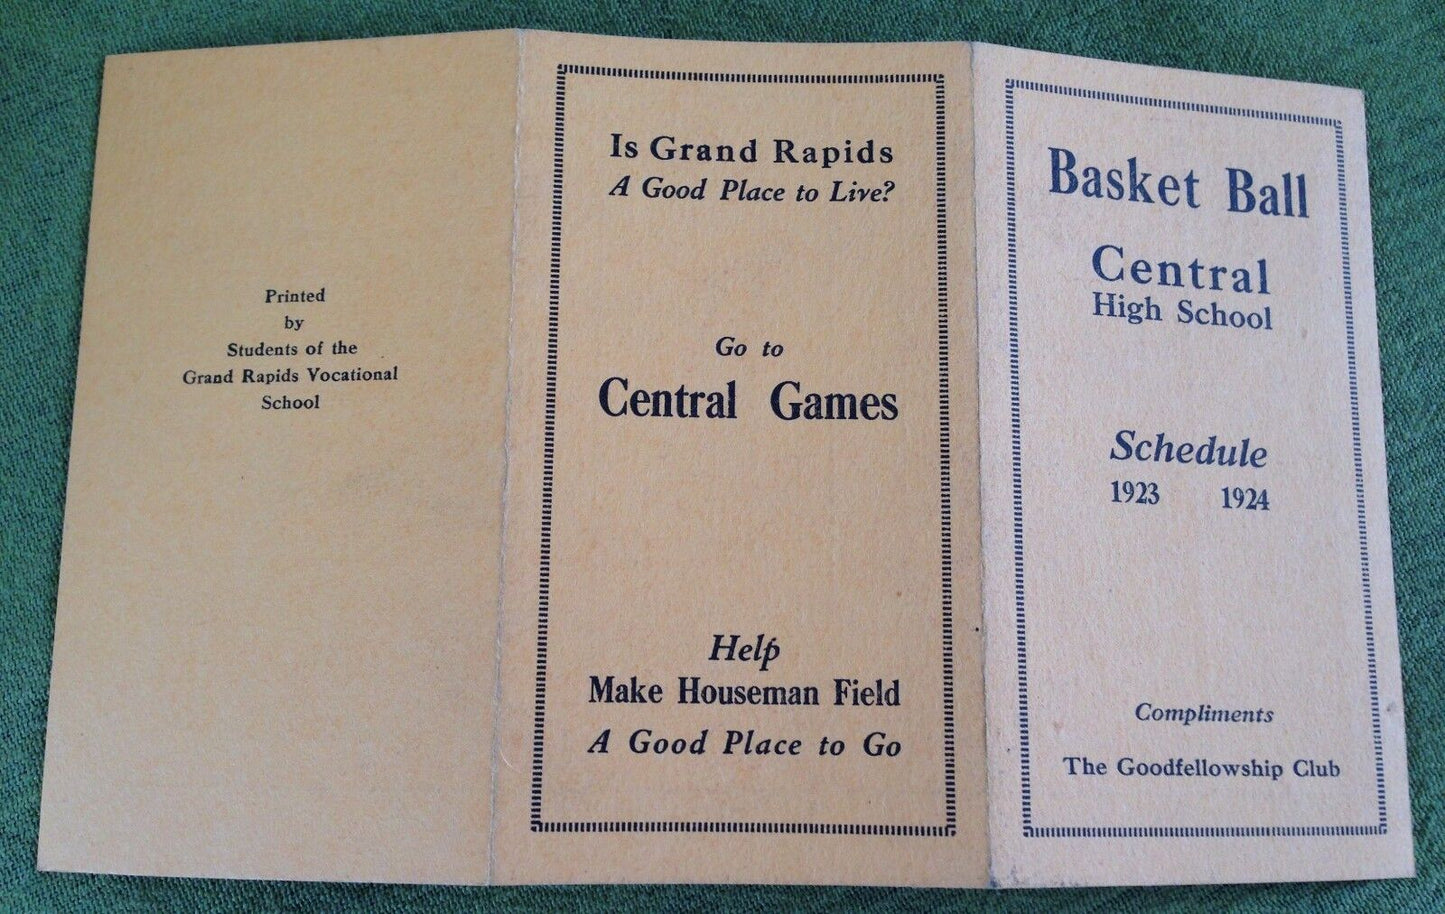 Printed
by
Students of the
Grand Rapids Vocational
School
Is Grand Rapids
A Good Place to Live?
Go to
Central Games
Help
Make Houseman Field
A Good Place to Go
Basket Ball
Central
High School
Schedule
1923 1924
Compliments
The Goodfellowship Club